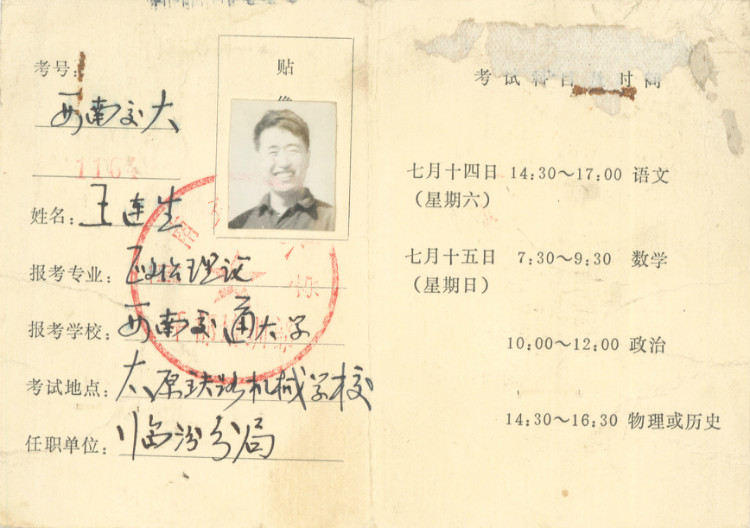 考号:
贴
西南交大
1165
姓名: 王连生
报考专业: 政治理论
报考学校: 西南交通大学
考试地点: 太原铁路机械学校
任职单位: 临汾分局
考试科目及时间
七月十四日 14:30～17:00 语文
（星期六）
七月十五日 7:30～9:30 数学
（星期日）
10:00～12:00 政治
14:30～16:30 物理或历史